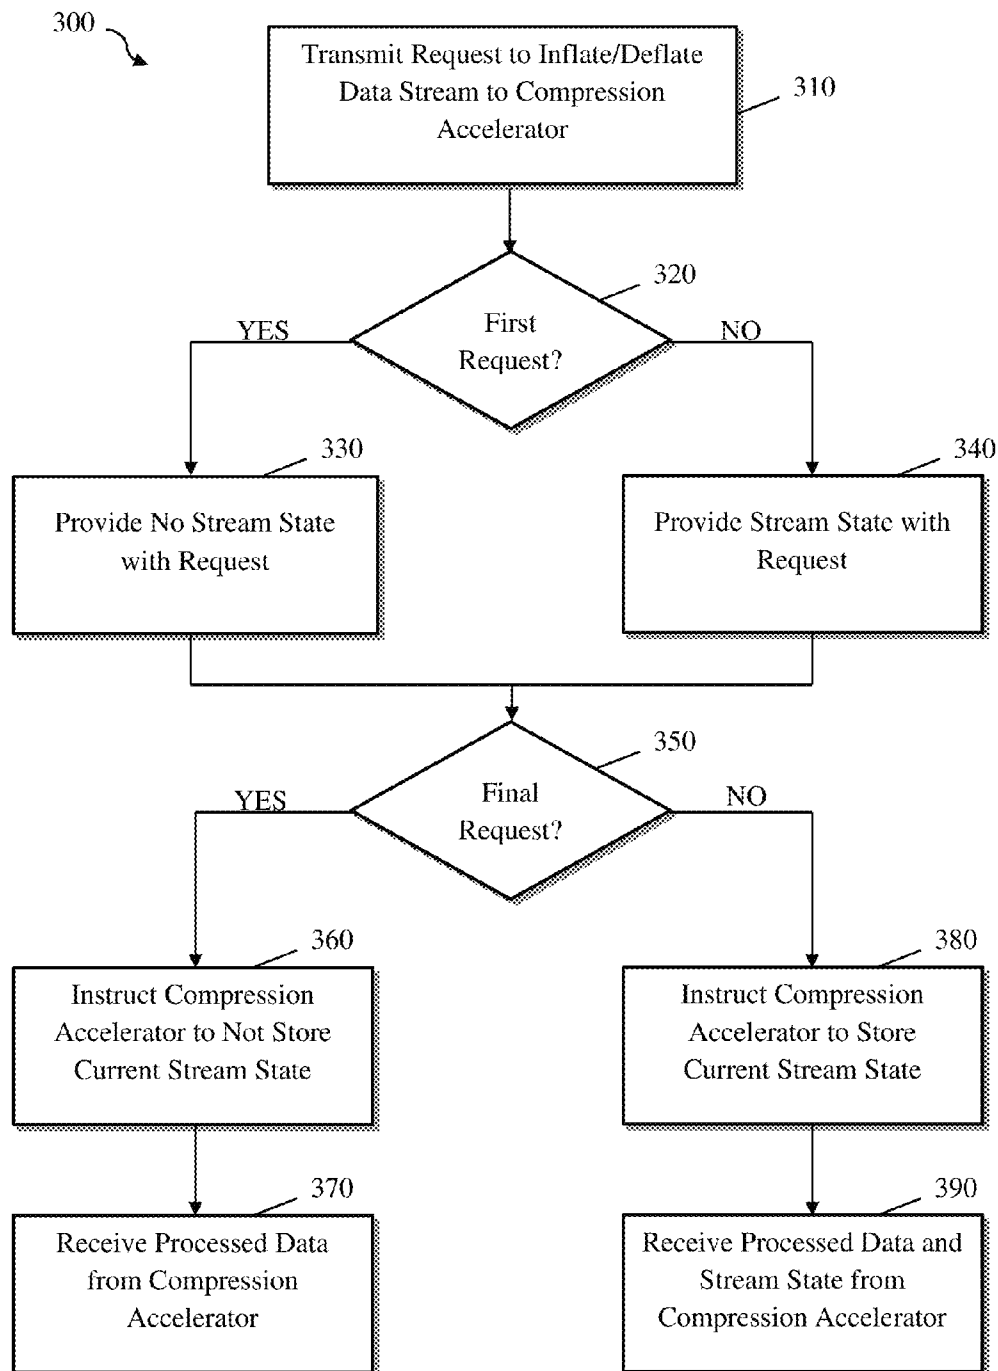 300
Transmit Request to Inflate/Deflate
Data Stream to Compression
Accelerator
310
320
First
Request?
YES
NO
330
340
Provide No Stream State
with Request
Provide Stream State with
Request
350
Final
Request?
YES
NO
360
380
Instruct Compression
Accelerator to Not Store
Current Stream State
Instruct Compression
Accelerator to Store
Current Stream State
370
390
Receive Processed Data
from Compression
Accelerator
Receive Processed Data and
Stream State from
Compression Accelerator